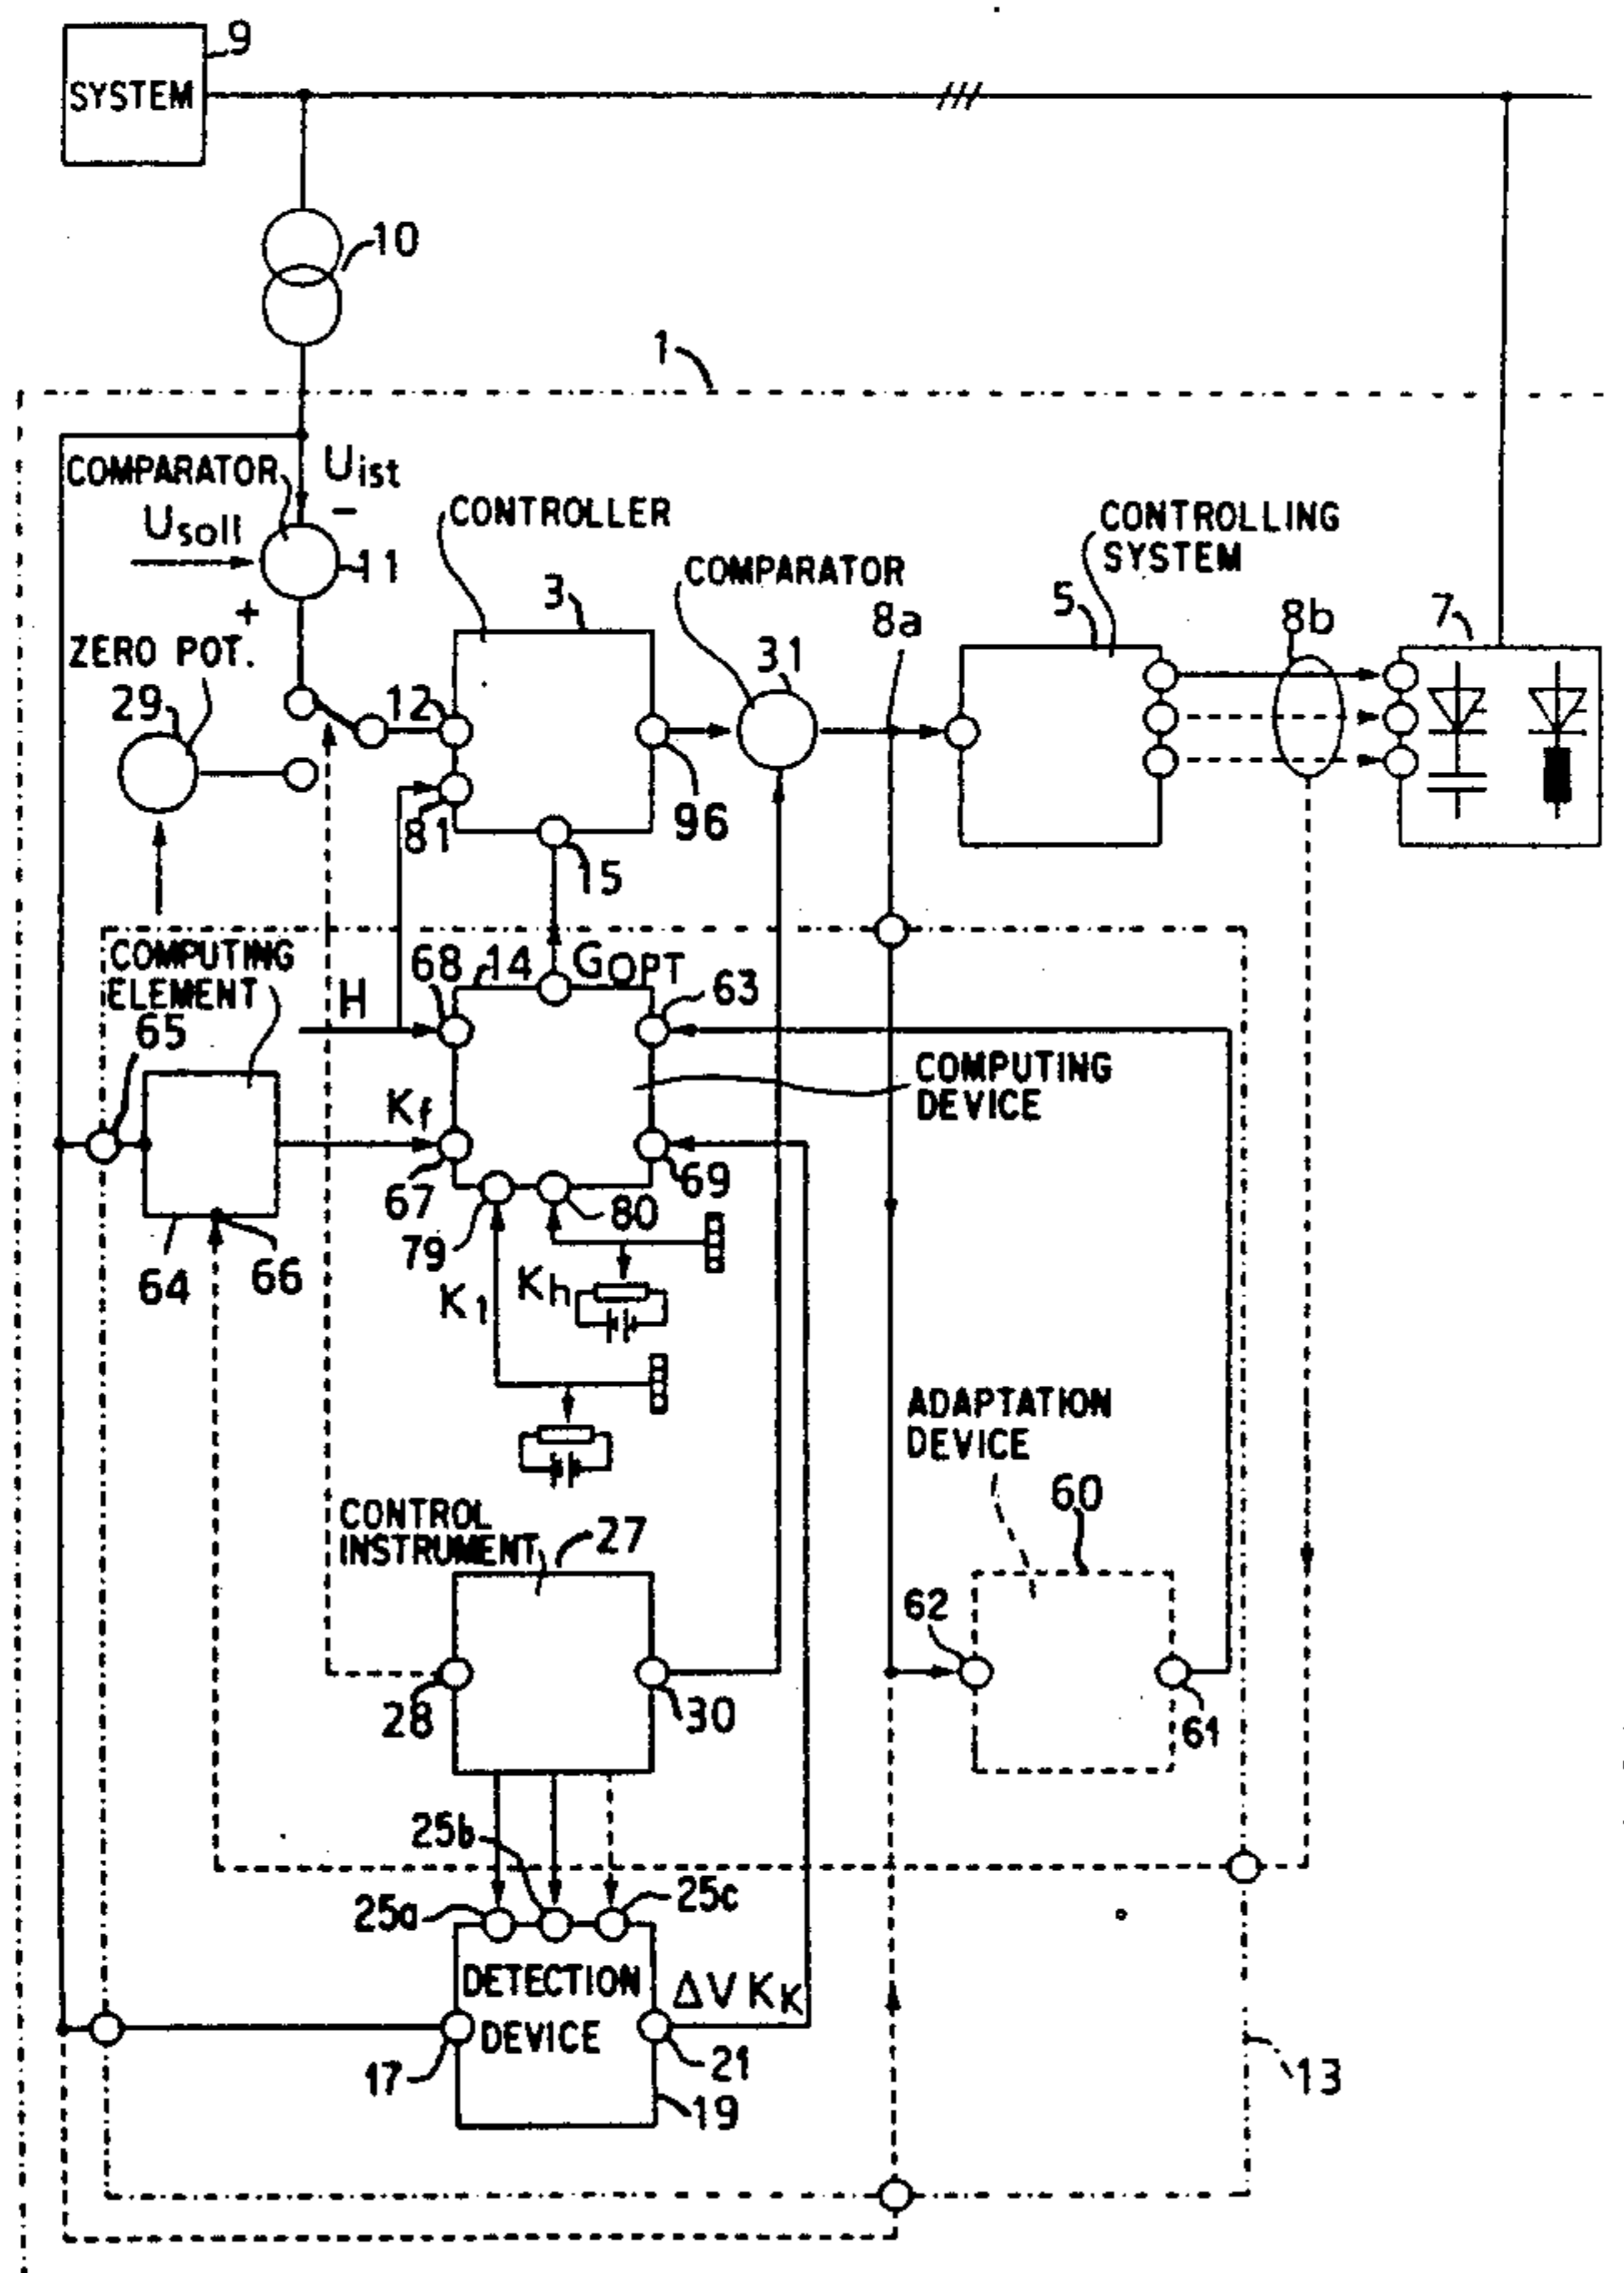 9
SYSTEM
10
1
COMPARATOR
Uist
-
Usoll
11
+
CONTROLLER
COMPARATOR
CONTROLLING
SYSTEM
3
8a
5
8b
7
31
ZERO POT.
29
12
81
96
15
COMPUTING
ELEMENT
65
H
68
14
GOPT
63
COMPUTING
DEVICE
Kf
67
69
79
80
64
66
K1
Kh
ADAPTATION
DEVICE
60
CONTROL
INSTRUMENT
27
62
28
30
61
25b
25a
25c
DETECTION
DEVICE
ΔV KK
17
21
19
13